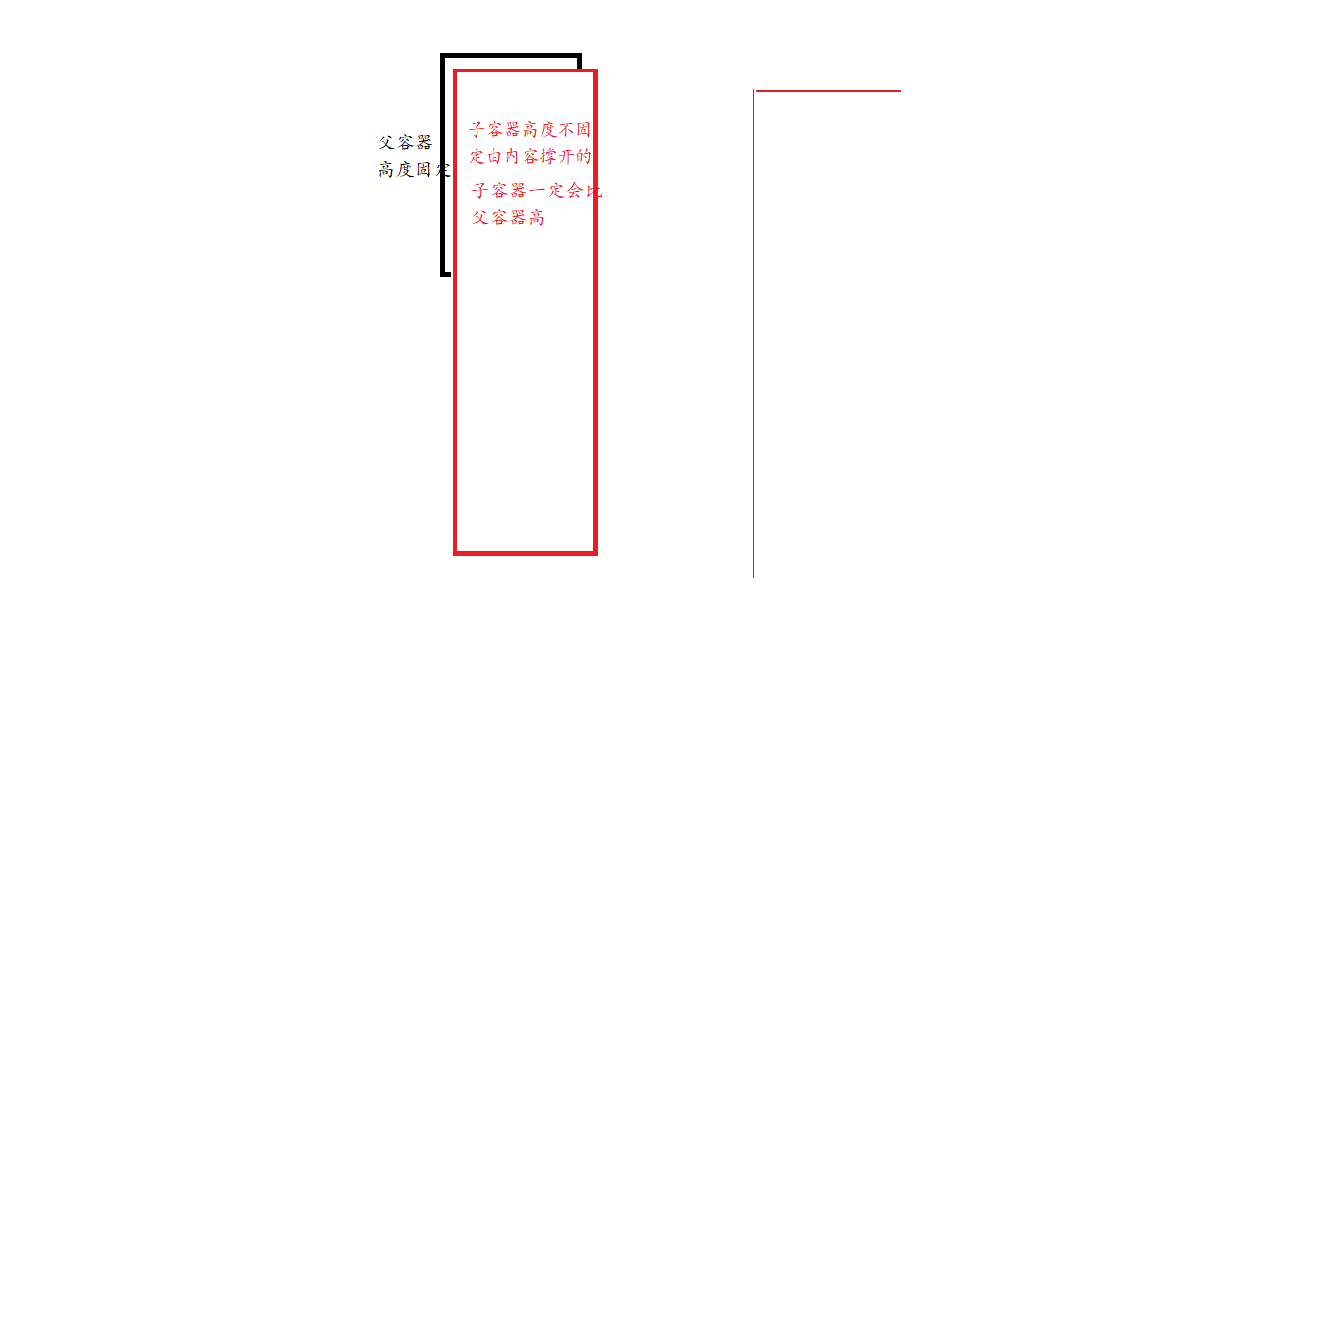 父容器
高度固定
子容器高度不固
定由内容撑开的
子容器一定会比
父容器高